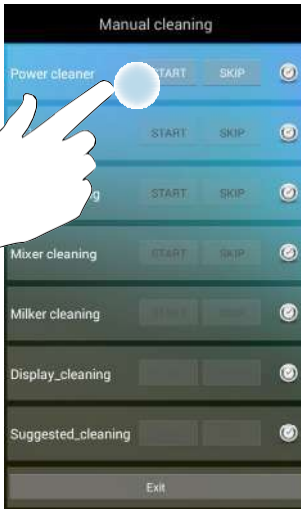 Manual cleaning
Power cleaner START SKIP
START SKIP
g START SKIP
Mixer cleaning START SKIP
Milker cleaning START
Display_cleaning
Suggested_cleaning
Exit